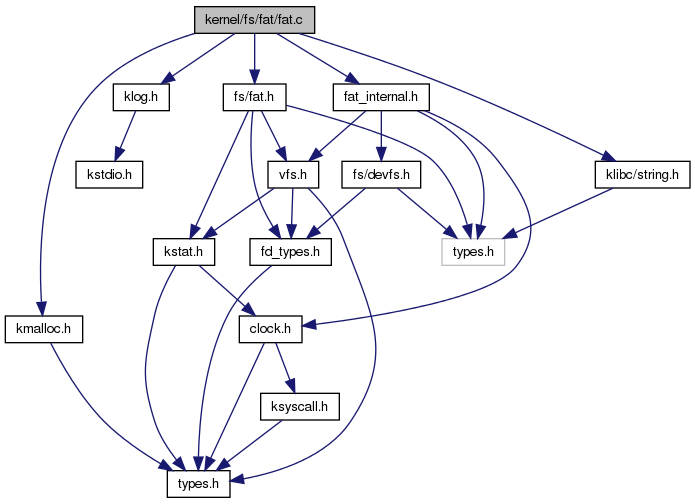 kernel/fs/fat/fat.c
klog.h
fs/fat.h
fat_internal.h
kstdio.h
vfs.h
fs/devfs.h
klibc/string.h
kstat.h
fd_types.h
types.h
kmalloc.h
clock.h
ksyscall.h
types.h